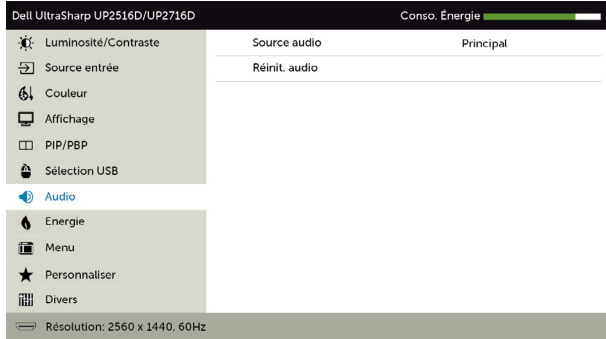 Dell UltraSharp UP2516D/UP2716D Conso. Énergie
Luminosité/Contraste Source audio Principal
Source entrée Réinit. audio
Couleur
Affichage
PIP/PBP
Sélection USB
Audio
Energie
Menu
Personnaliser
Divers
Résolution: 2560 x 1440, 60Hz